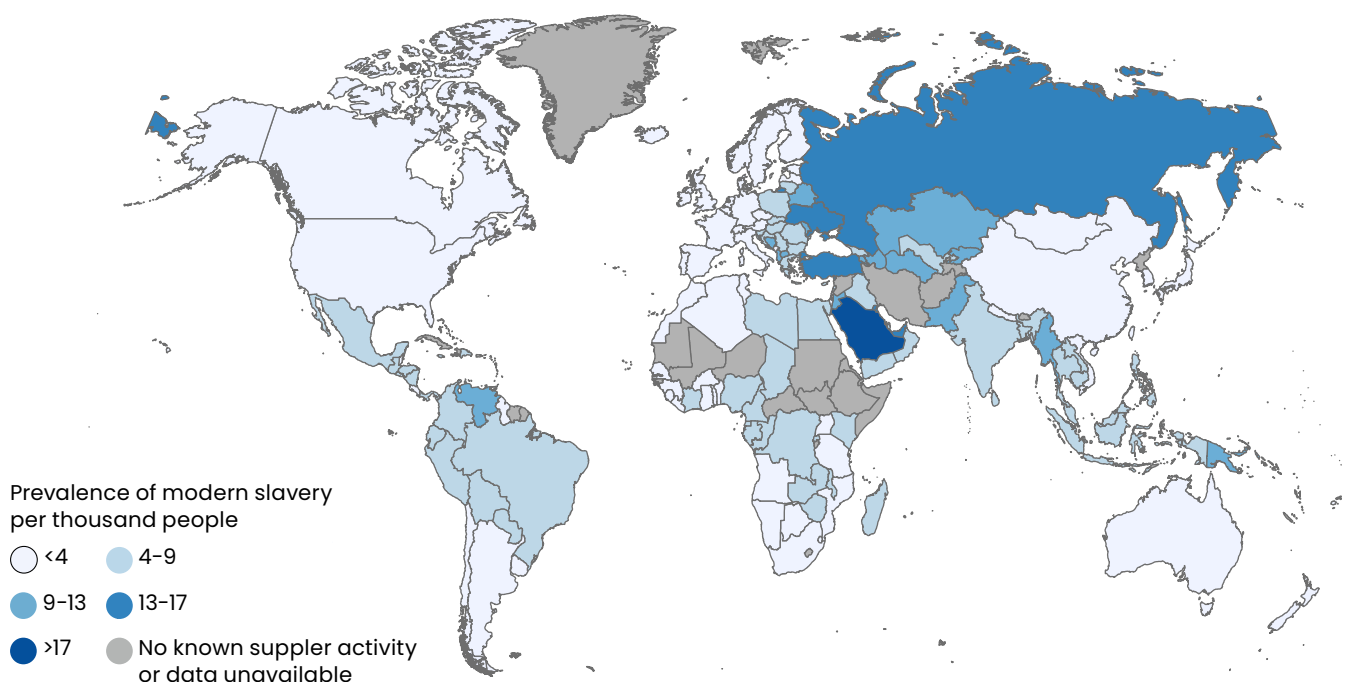 Prevalence of modern slavery
per thousand people
<4 4-9
9-13 13-17
>17 No known suppler activity
or data unavailable